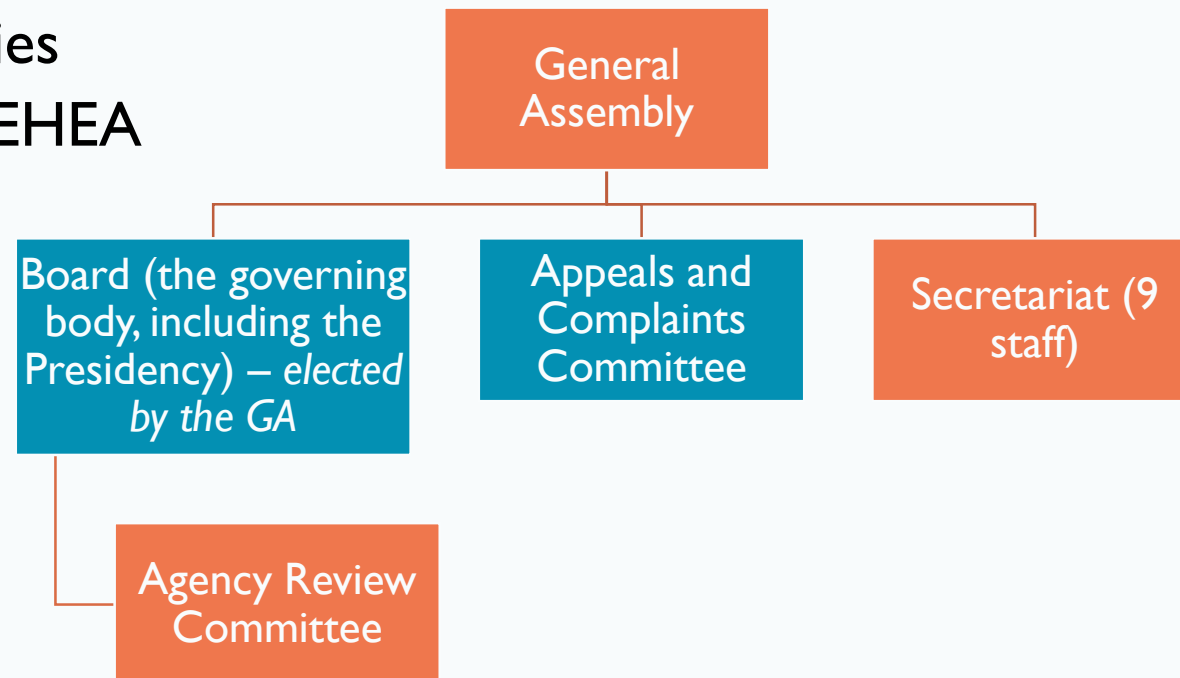 EHEA
General
Assembly
Board (the governing
body, including the
Presidency) – elected
by the GA
Appeals and
Complaints
Committee
Secretariat (9
staff)
Agency Review
Committee